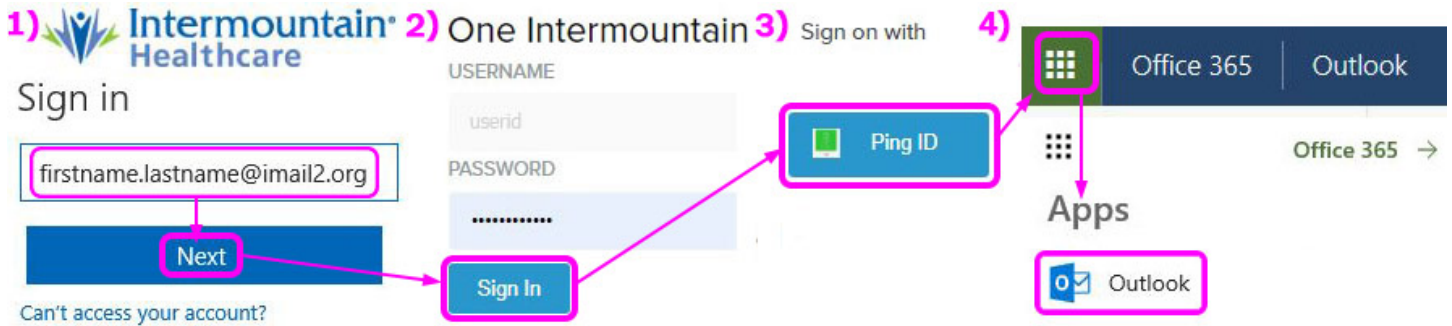 1) Intermountain®
Healthcare
Sign in
firstname.lastname@imail2.org
Next
Can't access your account?
2) One Intermountain
USERNAME
userid
PASSWORD
••••••••••••
Sign In
3) Sign on with
Ping ID
4)
Office 365 Outlook
Office 365 →
Apps
Outlook